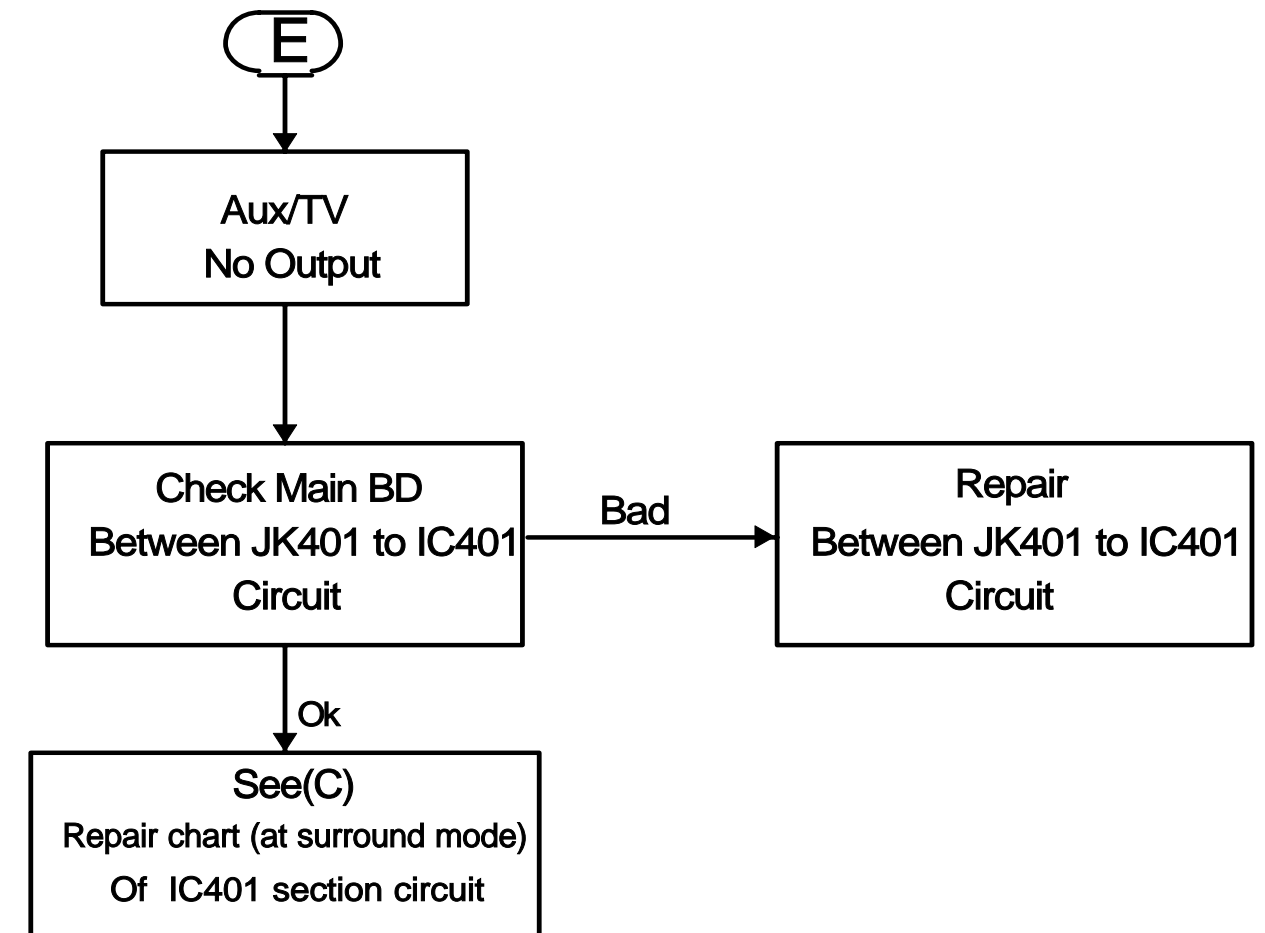 E
Aux/TV
No Output
Check Main BD
Between JK401 to IC401
Circuit
Bad
Repair
Between JK401 to IC401
Circuit
Ok
See(C)
Repair chart (at surround mode)
Of IC401 section circuit